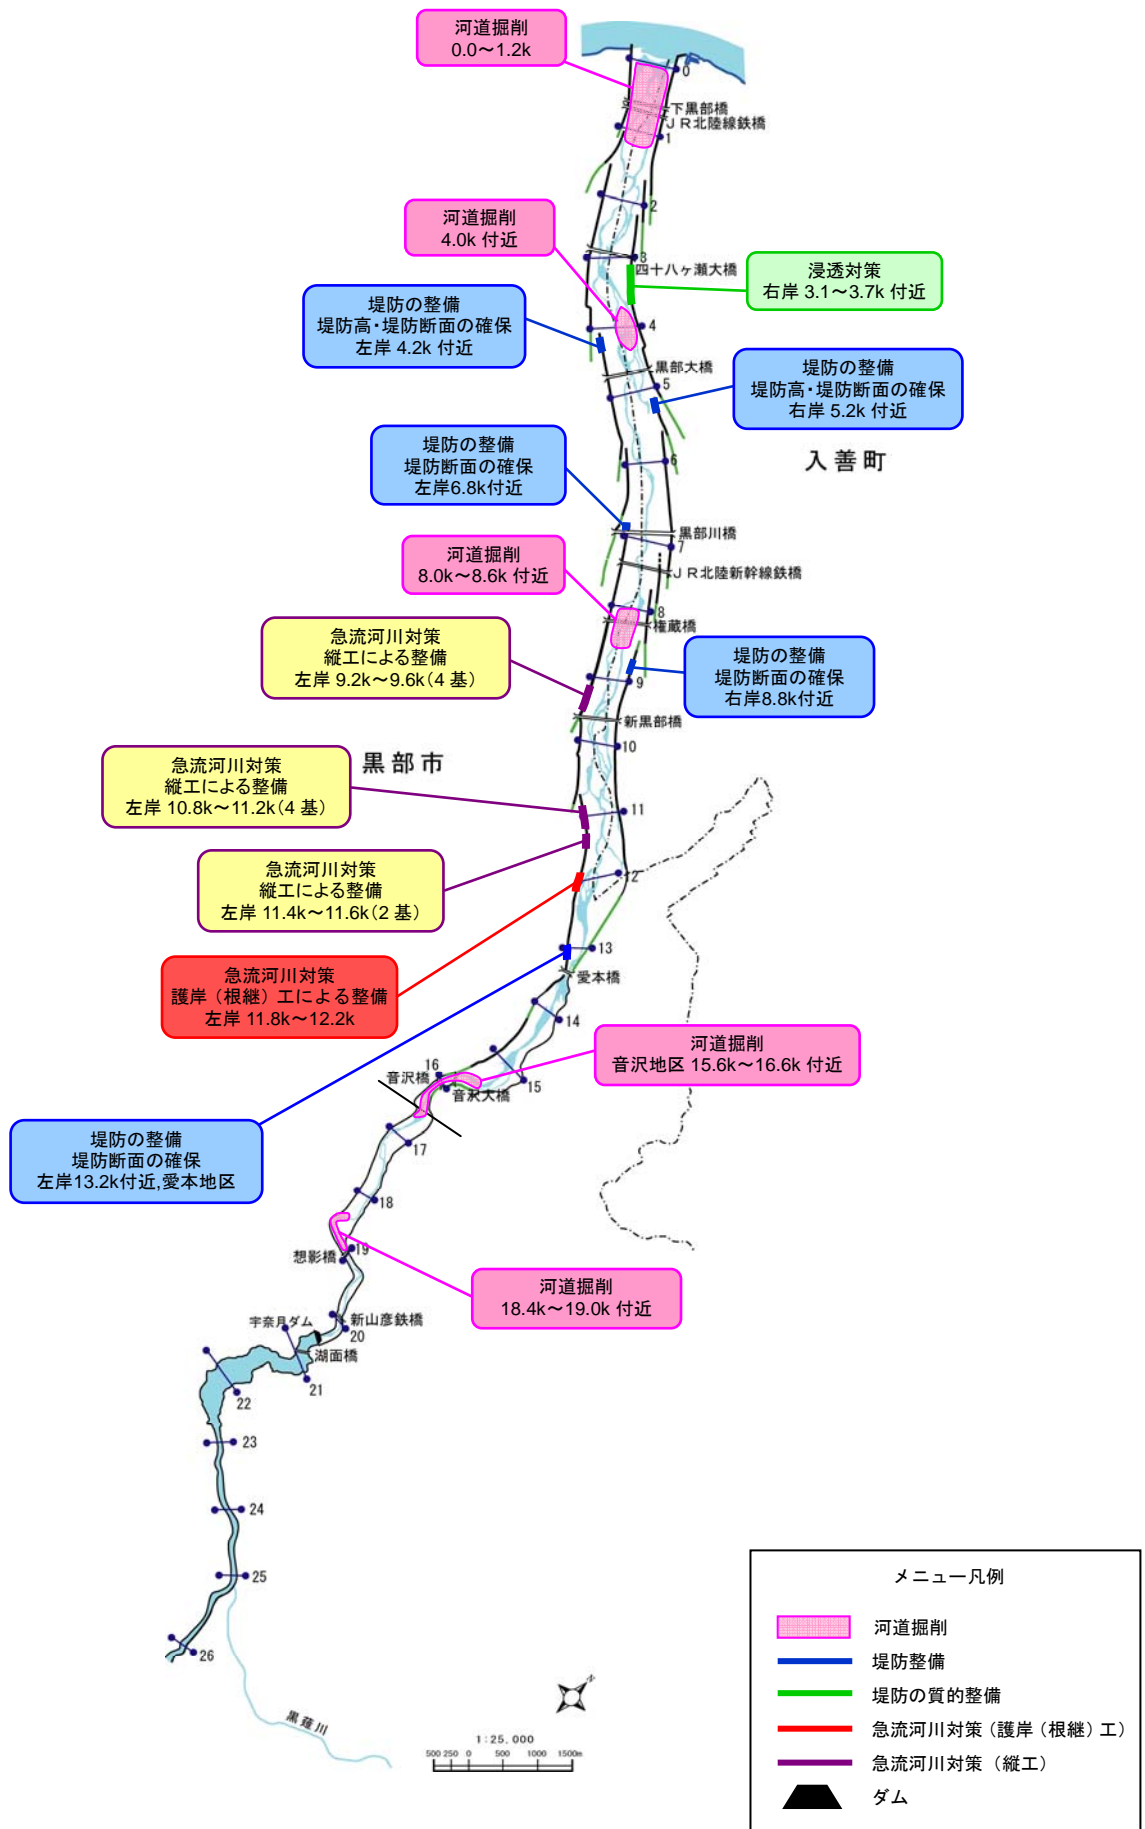 河道掘削
0.0～1.2k
0
下黒部橋
ＪＲ北陸線鉄橋
1
2
河道掘削
4.0k 付近
3
四十八ヶ瀬大橋
浸透対策
右岸 3.1～3.7k 付近
堤防の整備
堤防高・堤防断面の確保
左岸 4.2k 付近
4
黒部大橋
5
堤防の整備
堤防高・堤防断面の確保
右岸 5.2k 付近
堤防の整備
堤防断面の確保
左岸6.8k付近
6
入善町
黒部川橋
7
河道掘削
8.0k～8.6k 付近
ＪＲ北陸新幹線鉄橋
8
権蔵橋
急流河川対策
縦工による整備
左岸 9.2k～9.6k（4 基）
堤防の整備
堤防断面の確保
右岸8.8k付近
9
新黒部橋
10
黒部市
急流河川対策
縦工による整備
左岸 10.8k～11.2k（4 基）
11
急流河川対策
縦工による整備
左岸 11.4k～11.6k（2 基）
12
13
愛本橋
急流河川対策
護岸（根継）工による整備
左岸 11.8k～12.2k
14
河道掘削
音沢地区 15.6k～16.6k 付近
16
音沢橋
音沢大橋
15
堤防の整備
堤防断面の確保
左岸13.2k付近,愛本地区
17
18
19
想影橋
河道掘削
18.4k～19.0k 付近
宇奈月ダム
新山彦鉄橋
20
湖面橋
21
22
23
24
25
26
黒薙川
N
1:25,000
500 250 0 500 1000 1500m
メニュー凡例
河道掘削
堤防整備
堤防の質的整備
急流河川対策（護岸（根継）工）
急流河川対策（縦工）
ダム